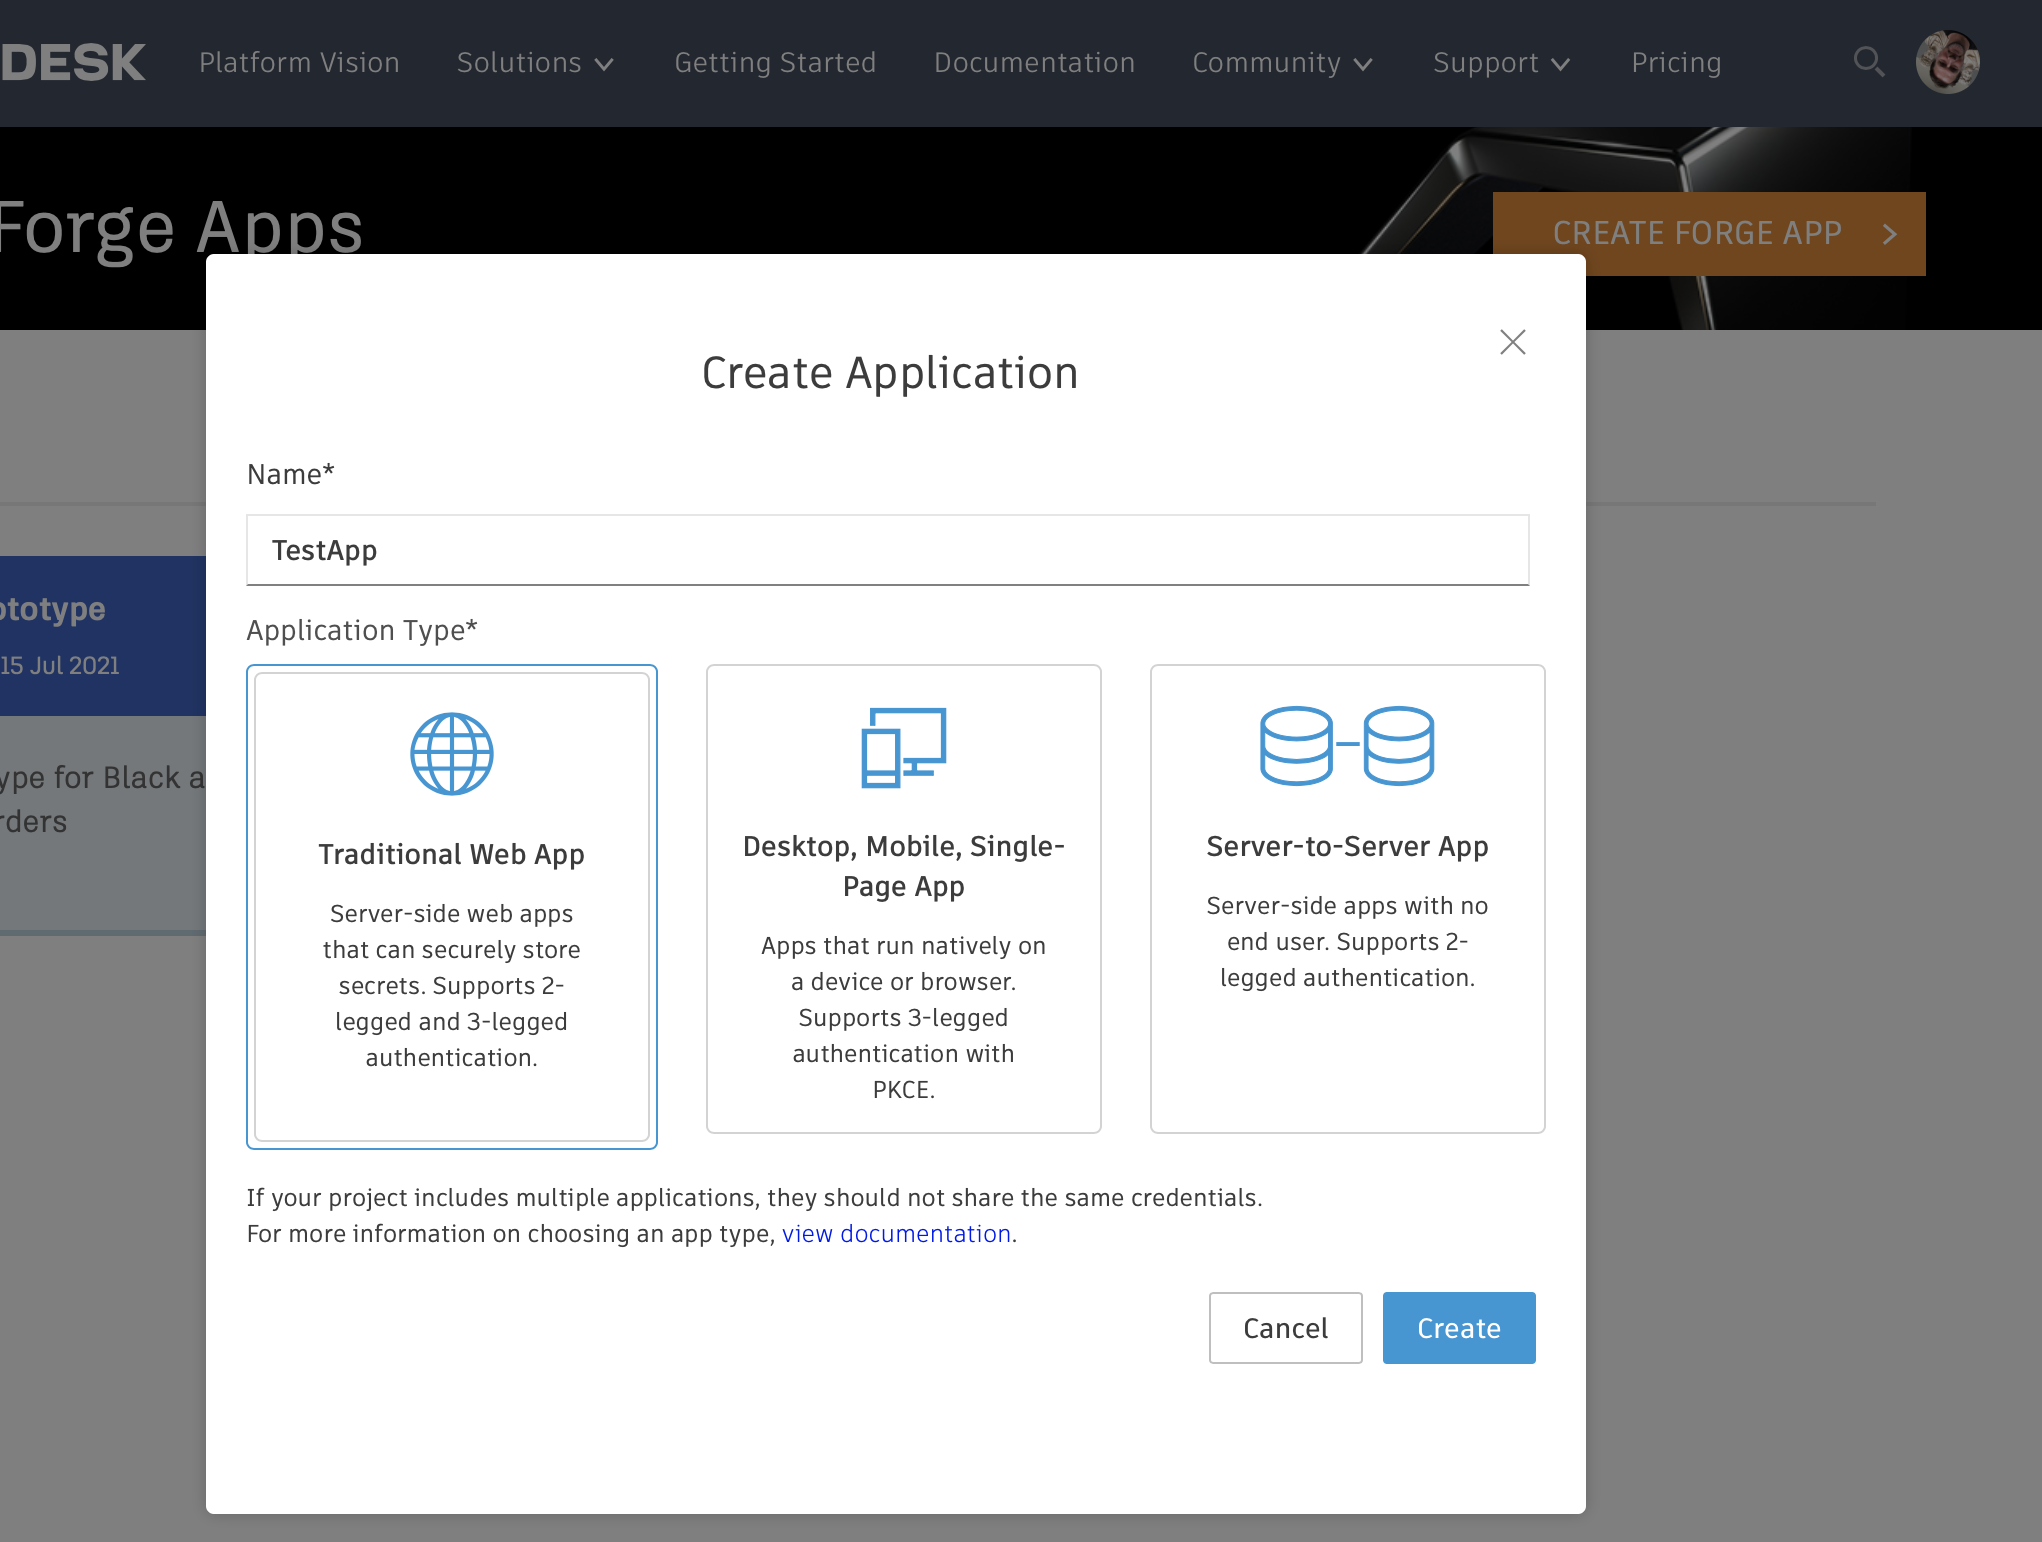 DESK Platform Vision Solutions Getting Started Documentation Community Support Pricing
Forge Apps
CREATE FORGE APP
Create Application
Name*
TestApp
Application Type*
Traditional Web App
Server-side web apps
that can securely store
secrets. Supports 2-
legged and 3-legged
authentication.
Desktop, Mobile, Single-
Page App
Apps that run natively on
a device or browser.
Supports 3-legged
authentication with
PKCE.
Server-to-Server App
Server-side apps with no
end user. Supports 2-
legged authentication.
If your project includes multiple applications, they should not share the same credentials.
For more information on choosing an app type, view documentation.
Cancel Create
ototype
15 Jul 2021
ype for Black a
rders